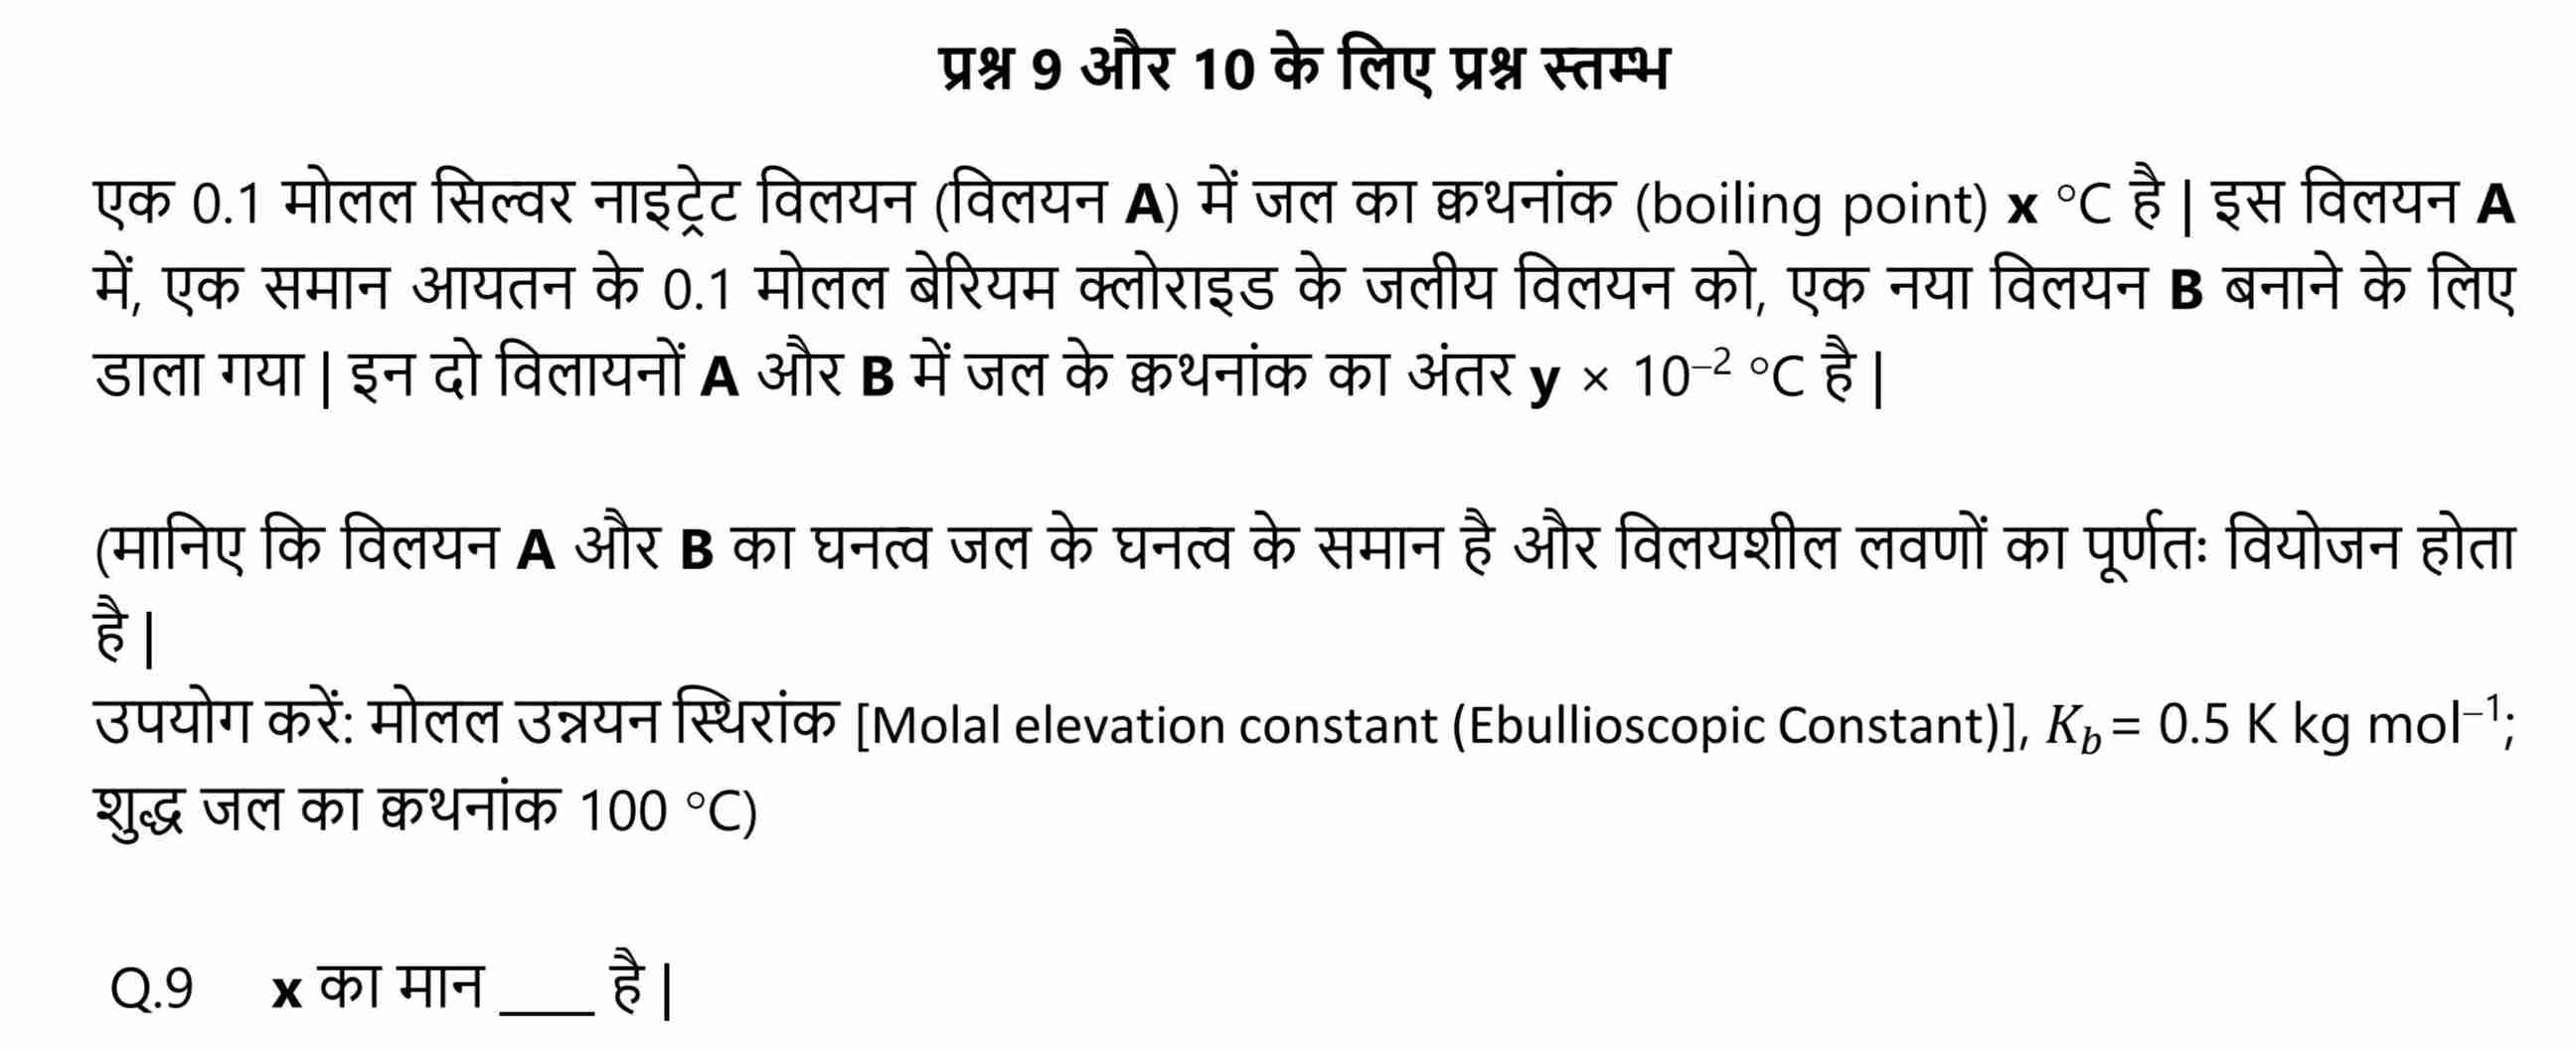 प्रश्न 9 और 10 के लिए प्रश्न स्तम्भ
एक 0.1 मोलल सिल्वर नाइट्रेट विलयन (विलयन A) में जल का क्वथनांक (boiling point) x °C है | इस विलयन A
में, एक समान आयतन के 0.1 मोलल बेरियम क्लोराइड के जलीय विलयन को, एक नया विलयन B बनाने के लिए
डाला गया | इन दो विलायनों A और B में जल के क्वथनांक का अंतर y × 10⁻² °C है |
(मानिए कि विलयन A और B का घनत्व जल के घनत्व के समान है और विलयशील लवणों का पूर्णतः वियोजन होता
है |
उपयोग करें: मोलल उन्नयन स्थिरांक [Molal elevation constant (Ebullioscopic Constant)], K_b = 0.5 K kg mol⁻¹;
शुद्ध जल का क्वथनांक 100 °C)
Q.9 x का मान ____ है |